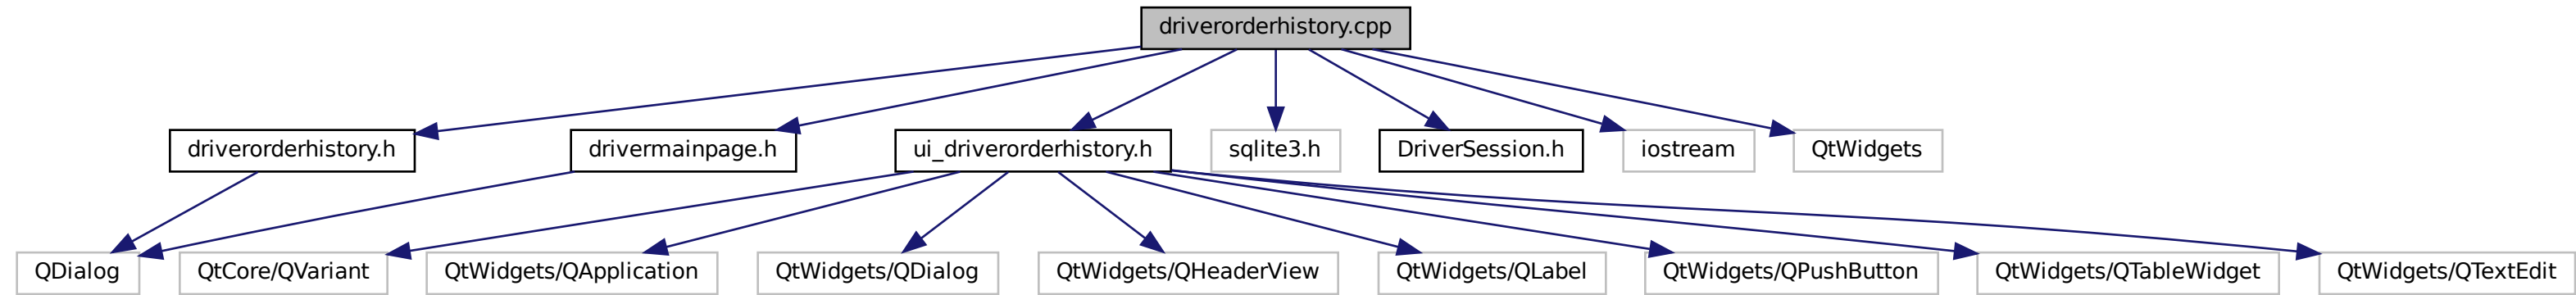 driverorderhistory.cpp
driverorderhistory.h
drivermainpage.h
ui_driverorderhistory.h
sqlite3.h
DriverSession.h
iostream
QtWidgets
QDialog
QtCore/QVariant
QtWidgets/QApplication
QtWidgets/QDialog
QtWidgets/QHeaderView
QtWidgets/QLabel
QtWidgets/QPushButton
QtWidgets/QTableWidget
QtWidgets/QTextEdit